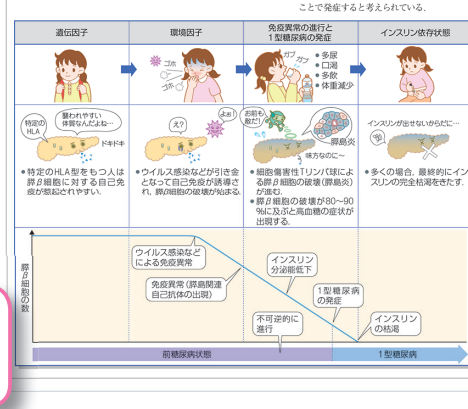 ことで発症すると考えられている.
遺伝因子
環境因子
免疫異常の進行と
1型糖尿病の発症
インスリン依存状態
ゴホ
ゴホ
ガブ
ガブ
• 多尿
• 口渇
• 多飲
• 体重減少
特定の
HLA
襲われやすい
体質なんだよね…
ドキドキ
え?
よぉ!
お前も
敵だ!
膵島炎
味方なのに〜
インスリンが出せないからだに…
• 特定のHLA型をもつ人は
膵β細胞に対する自己免
疫が惹起されやすい.
• ウイルス感染などが引き金
となって自己免疫が誘導さ
れ, 膵β細胞の破壊が始まる.
• 細胞傷害性Tリンパ球によ
る膵β細胞の破壊(膵島炎)
が進む.
• 膵β細胞の破壊が80〜90
%に及ぶと高血糖の症状が
出現する.
• 多くの場合, 最終的にイン
スリンの完全枯渇をきたす.
膵β細胞の数
ウイルス感染など
による免疫異常
免疫異常(膵島関連
自己抗体の出現)
インスリン
分泌能低下
1型糖尿病
の発症
不可逆的に
進行
インスリン
の枯渇
前糖尿病状態
1型糖尿病